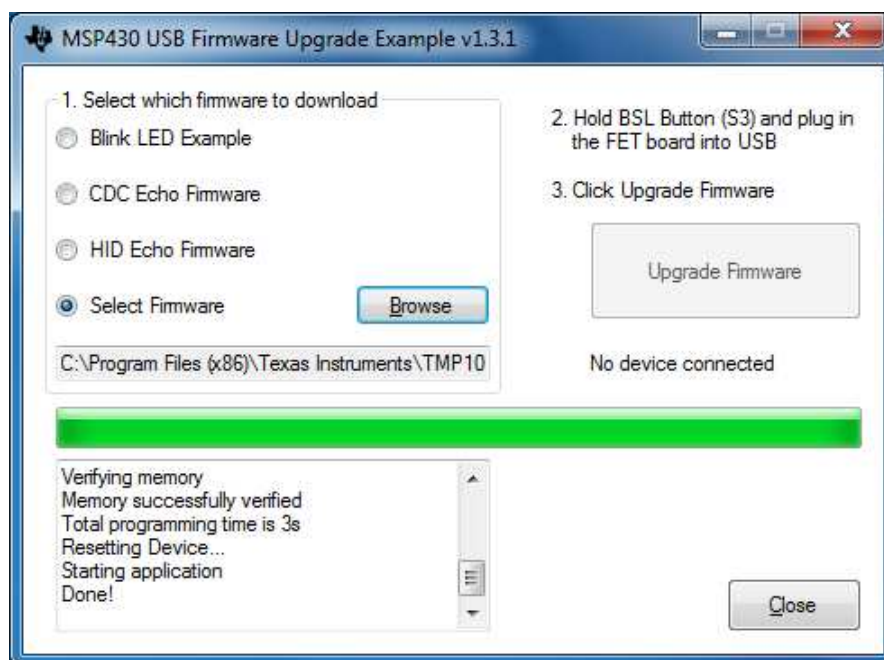 MSP430 USB Firmware Upgrade Example v1.3.1
1. Select which firmware to download
Blink LED Example
CDC Echo Firmware
HID Echo Firmware
Select Firmware
Browse
C:\Program Files (x86)\Texas Instruments\TMP10
2. Hold BSL Button (S3) and plug in
the FET board into USB
3. Click Upgrade Firmware
Upgrade Firmware
No device connected
Verifying memory
Memory successfully verified
Total programming time is 3s
Resetting Device...
Starting application
Done!
Close